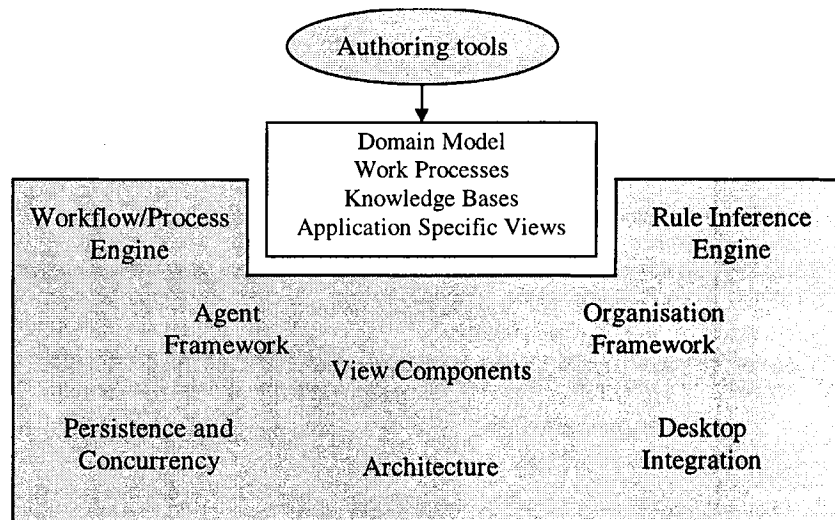 Authoring tools
Domain Model
Work Processes
Knowledge Bases
Application Specific Views
Workflow/Process
Engine
Rule Inference
Engine
Agent
Framework
Organisation
Framework
View Components
Persistence and
Concurrency
Architecture
Desktop
Integration